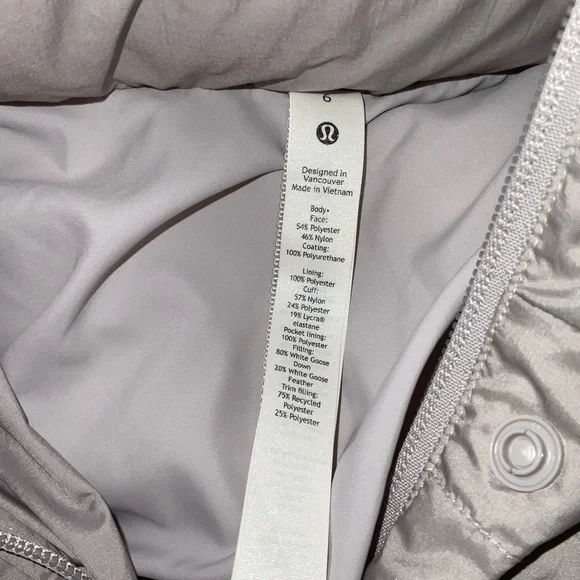 6
Designed in
Vancouver
Made in Vietnam
Body•
Face:
54% Polyester
46% Nylon
Coating:
100% Polyurethane
Lining:
100% Polyester
Cuff:
57% Nylon
24% Polyester
19% Lycra®
elastane
Pocket lining:
100% Polyester
Filling:
80% White Goose
Down
20% White Goose
Feather
Trim filling:
75% Recycled
Polyester
25% Polyester